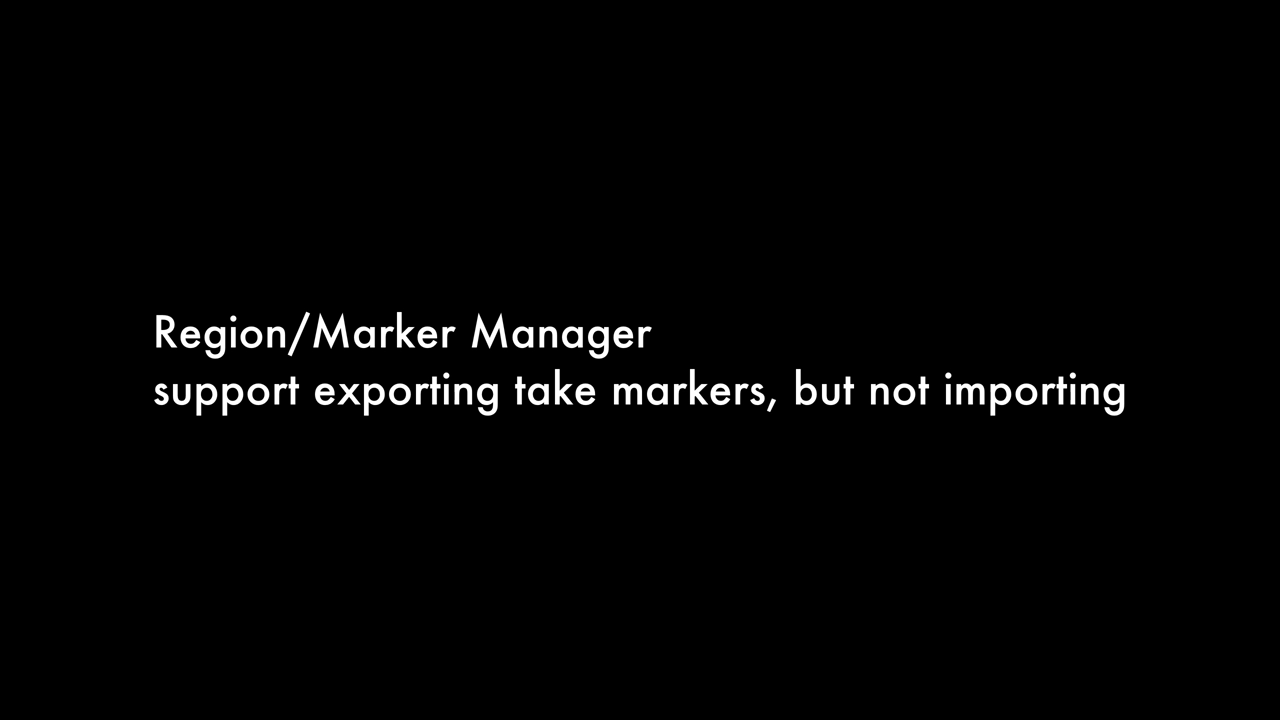 Region/Marker Manager
support exporting take markers, but not importing